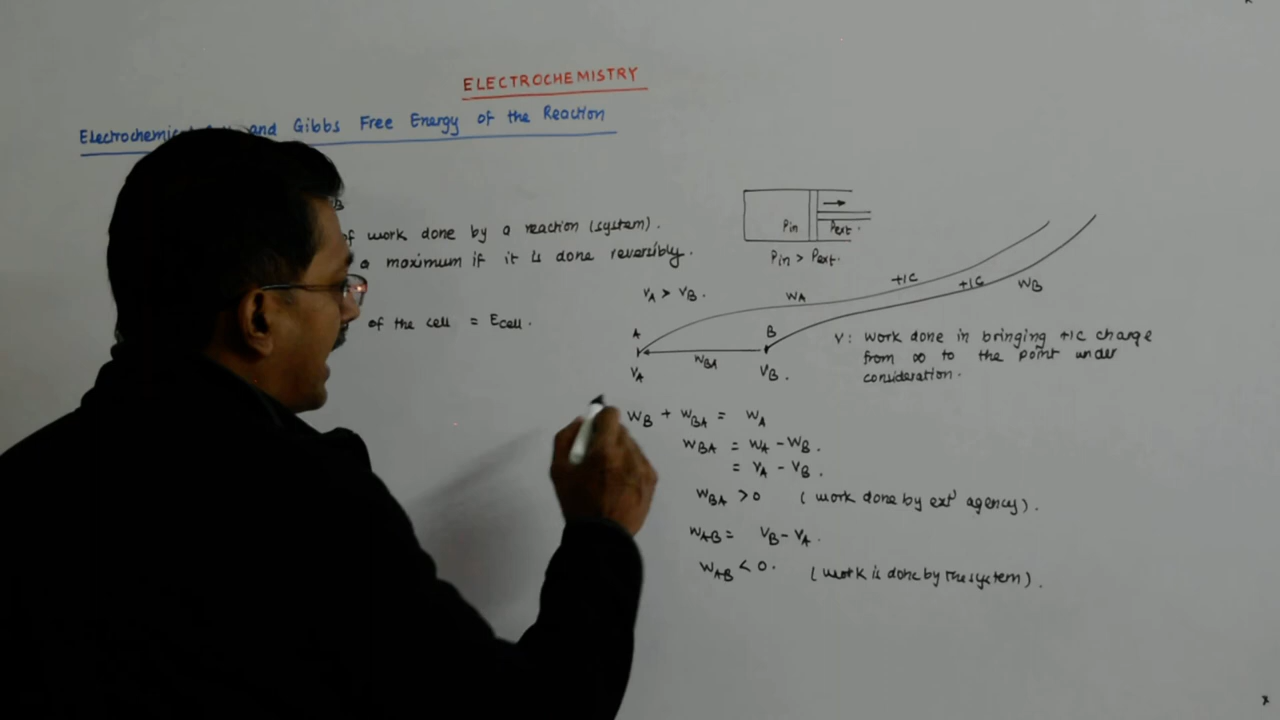 ELECTROCHEMISTRY
and Gibbs Free Energy of the Reaction
of work done by a reaction (system).
a maximum if it is done reversibly.
of the cell = Ecell.
Pin Pext.
Pin > Pext.
VA > VB.
WA +1C +1C WB
A B
WBA
VA VB.
V: Work done in bringing +1C charge
from ∞ to the point under
consideration.
WB + WBA = WA
WBA = WA - WB.
= VA - VB.
WBA > 0 (work done by extl agency).
WAB = VB - VA.
WAB < 0. (work is done by the system).